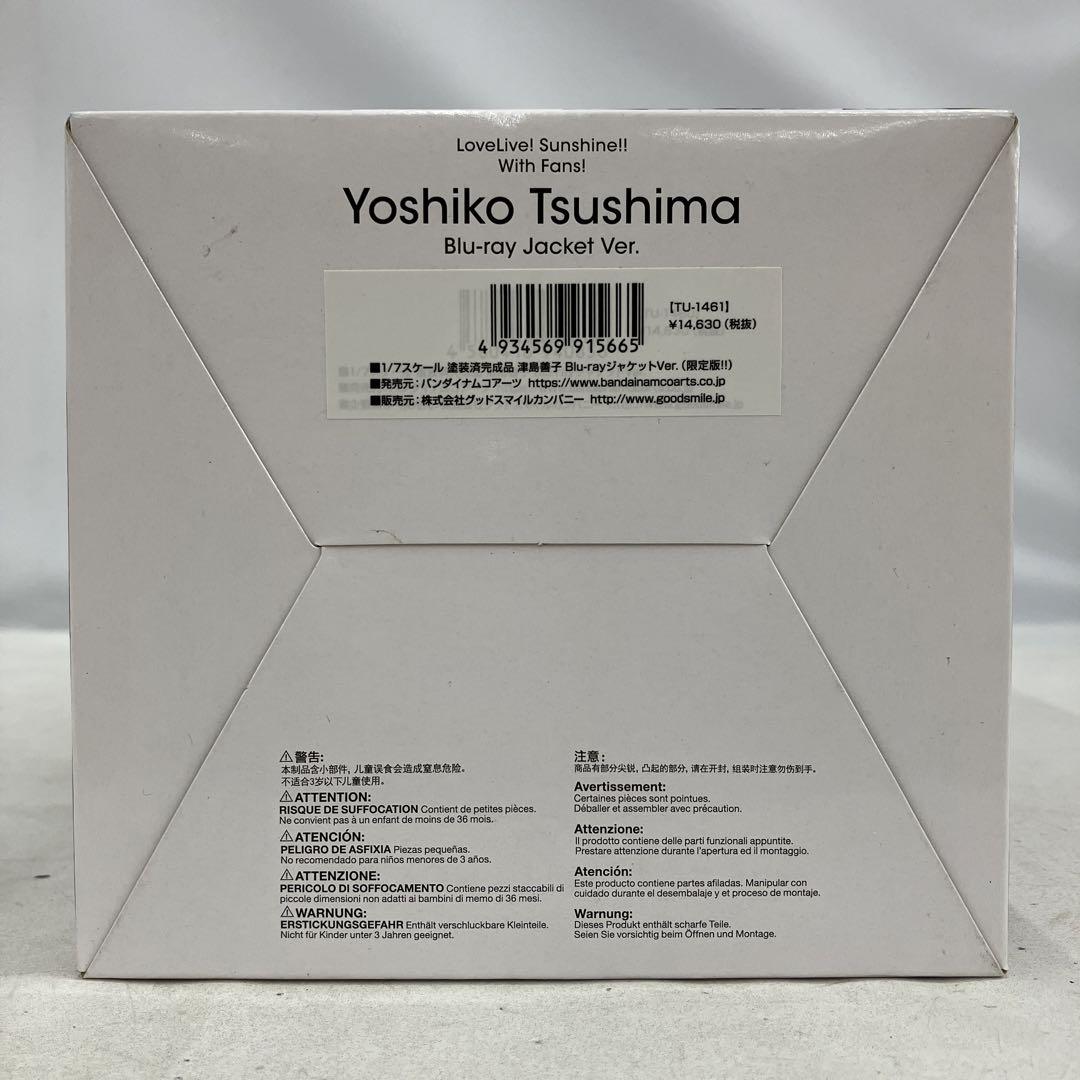 LoveLive! Sunshine!!
With Fans!
Yoshiko Tsushima
Blu-ray Jacket Ver.
【TU-1461】
¥14,630（税抜）
4 934569 915665
■1/7スケール 塗装済完成品 津島善子 Blu-rayジャケットVer.（限定版!!）
■発売元：バンダイナムコアーツ https://www.bandainamcoarts.co.jp
■販売元：株式会社グッドスマイルカンパニー http://www.goodsmile.jp
⚠警告:
本制品含小部件, 儿童误食会造成窒息危险。
不适合3岁以下儿童使用。
⚠ATTENTION:
RISQUE DE SUFFOCATION Contient de petites pièces.
Ne convient pas à un enfant de moins de 36 mois.
⚠ATENCIÓN:
PELIGRO DE ASFIXIA Piezas pequeñas.
No recomendado para niños menores de 3 años.
⚠ATTENZIONE:
PERICOLO DI SOFFOCAMENTO Contiene pezzi staccabili di
piccole dimensioni non adatti ai bambini di memo di 36 mesi.
⚠WARNUNG:
ERSTICKUNGSGEFAHR Enthält verschluckbare Kleinteile.
Nicht für Kinder unter 3 Jahren geeignet.
注意:
商品有部分尖锐, 凸起的部分, 请在开封, 组装时注意勿伤到手。
Avertissement:
Certaines pièces sont pointues.
Déballer et assembler avec précaution.
Attenzione:
Il prodotto contiene delle parti funzionali appuntite.
Prestare attenzione durante l'apertura ed il montaggio.
Atención:
Este producto contiene partes afiladas. Manipular con
cuidado durante el desembalaje y el proceso de montaje.
Warnung:
Dieses Produkt enthält scharfe Teile.
Seien Sie vorsichtig beim Öffnen und Montage.